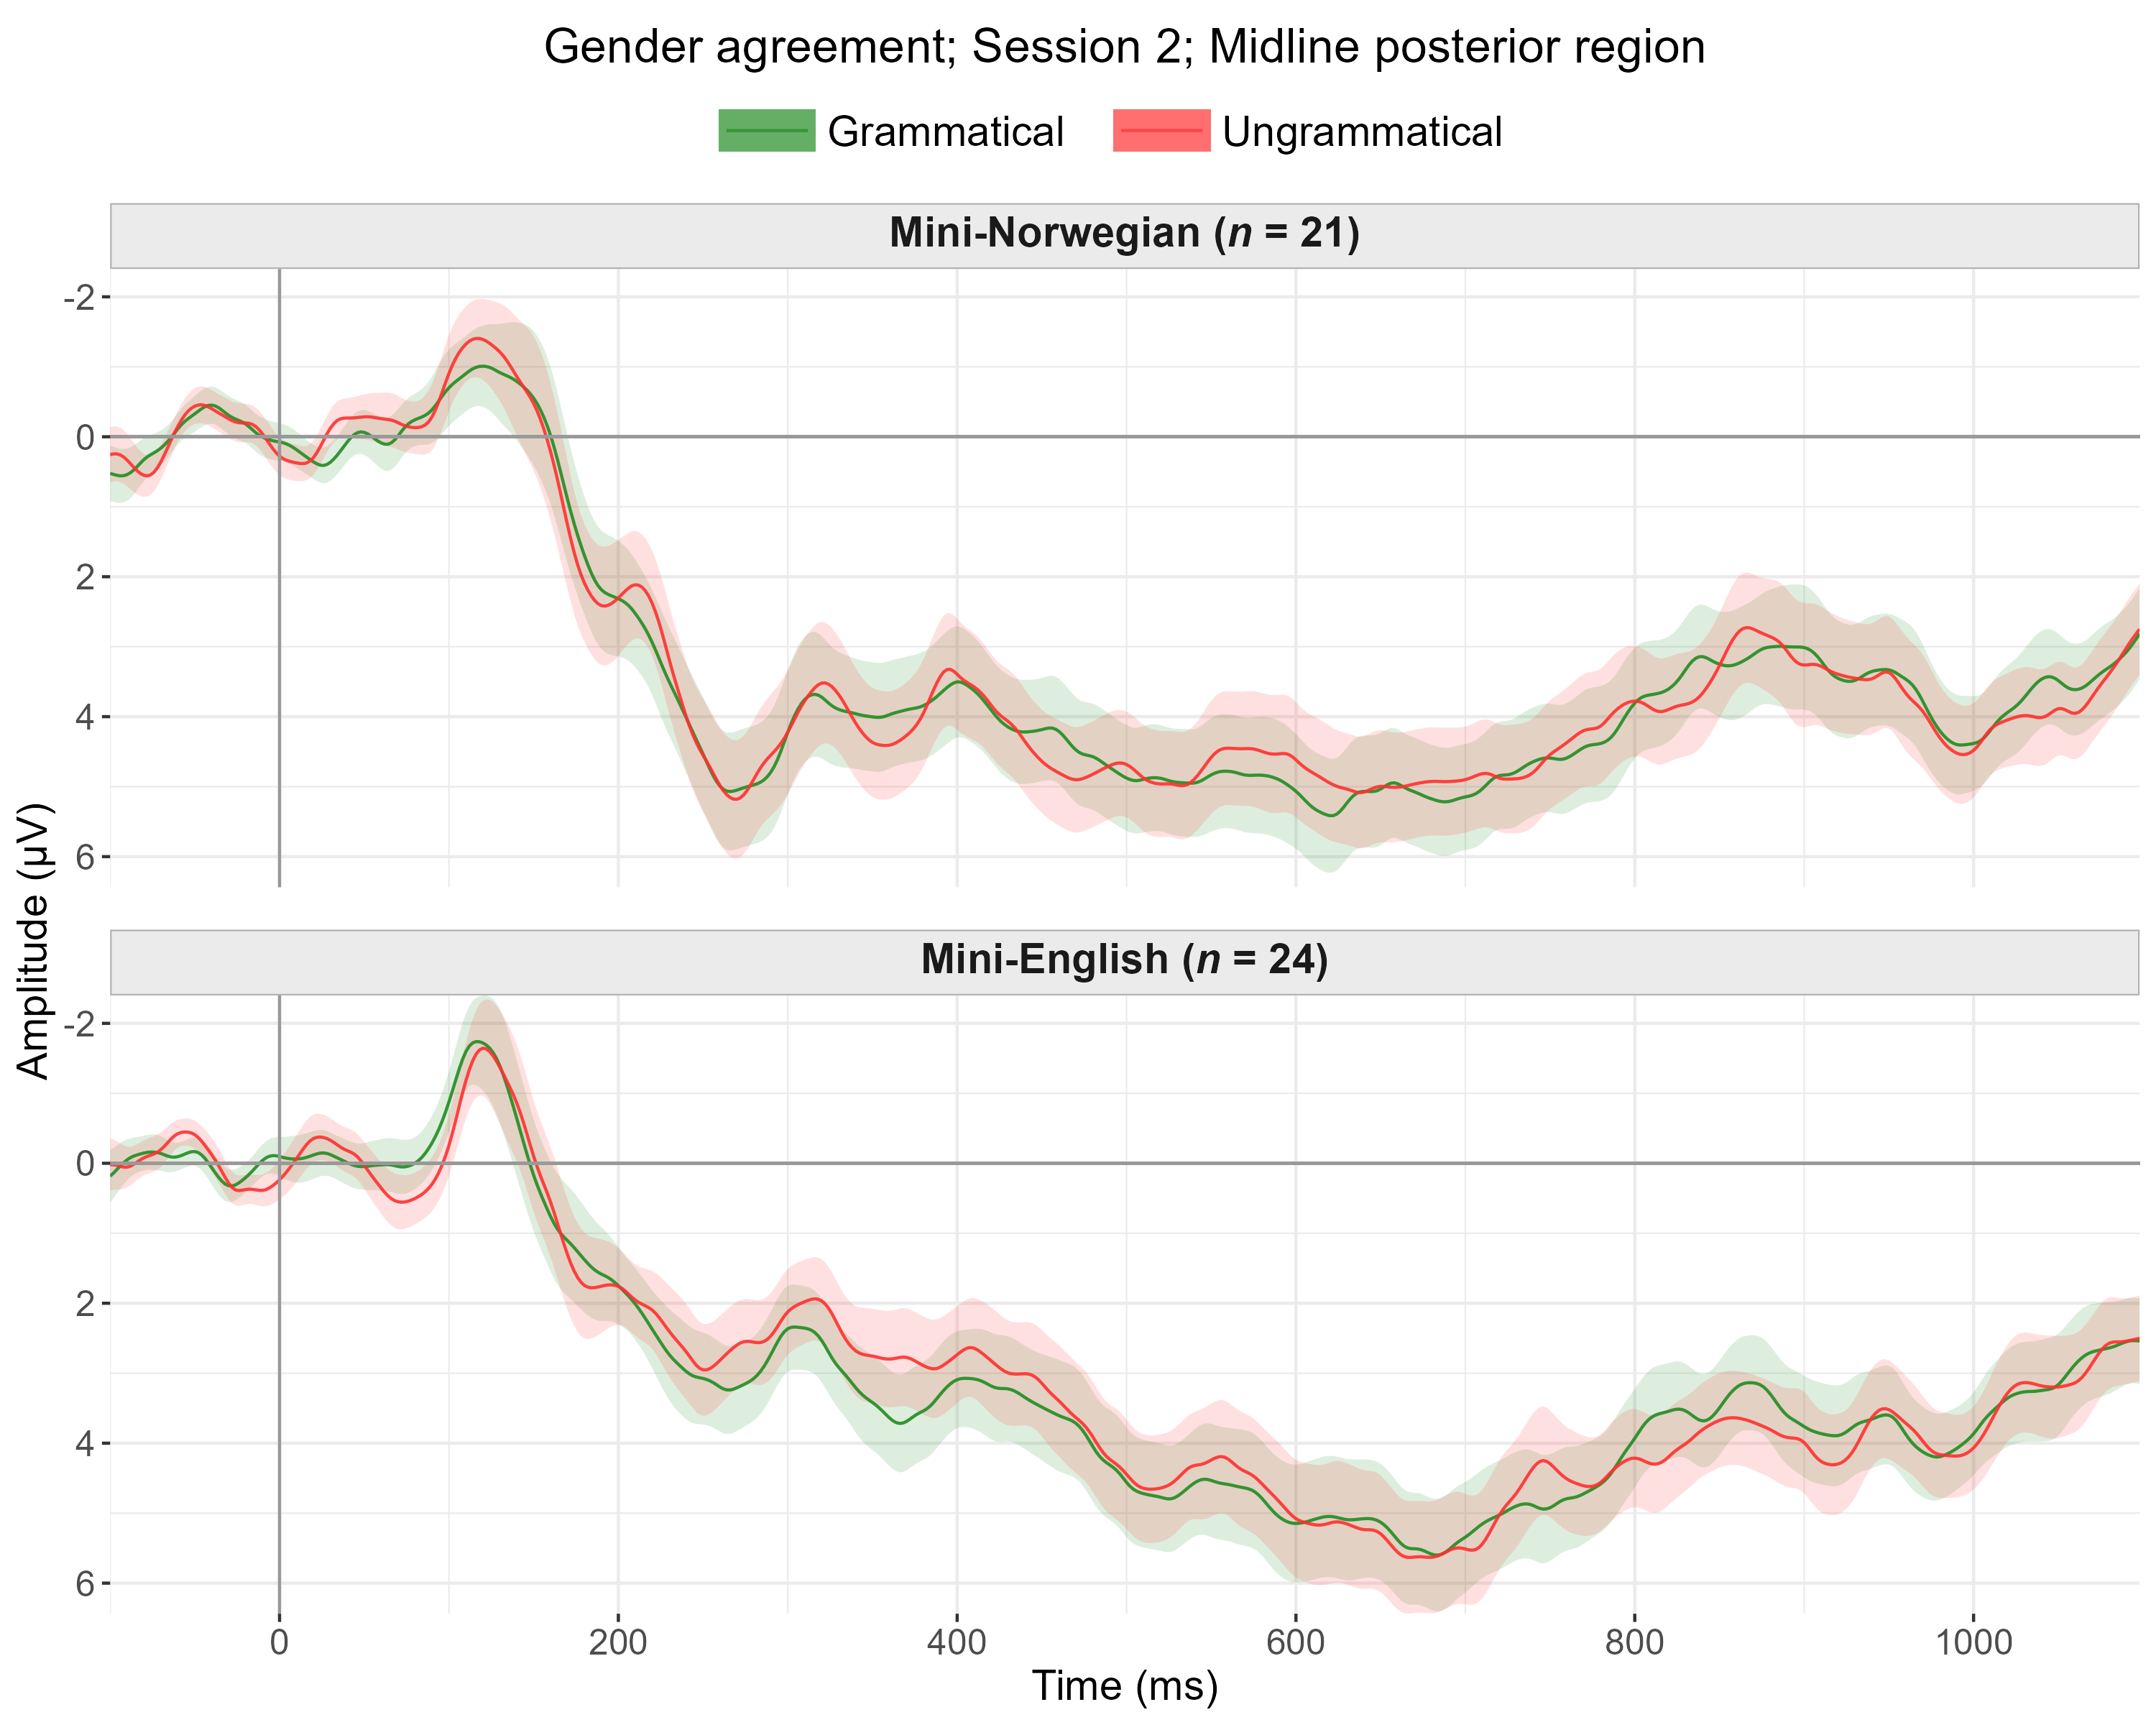 Gender agreement; Session 2; Midline posterior region
Grammatical Ungrammatical
Mini-Norwegian (n = 21)
-2
0
2
4
6
Amplitude (µV)
Mini-English (n = 24)
-2
0
2
4
6
0 200 400 600 800 1000
Time (ms)